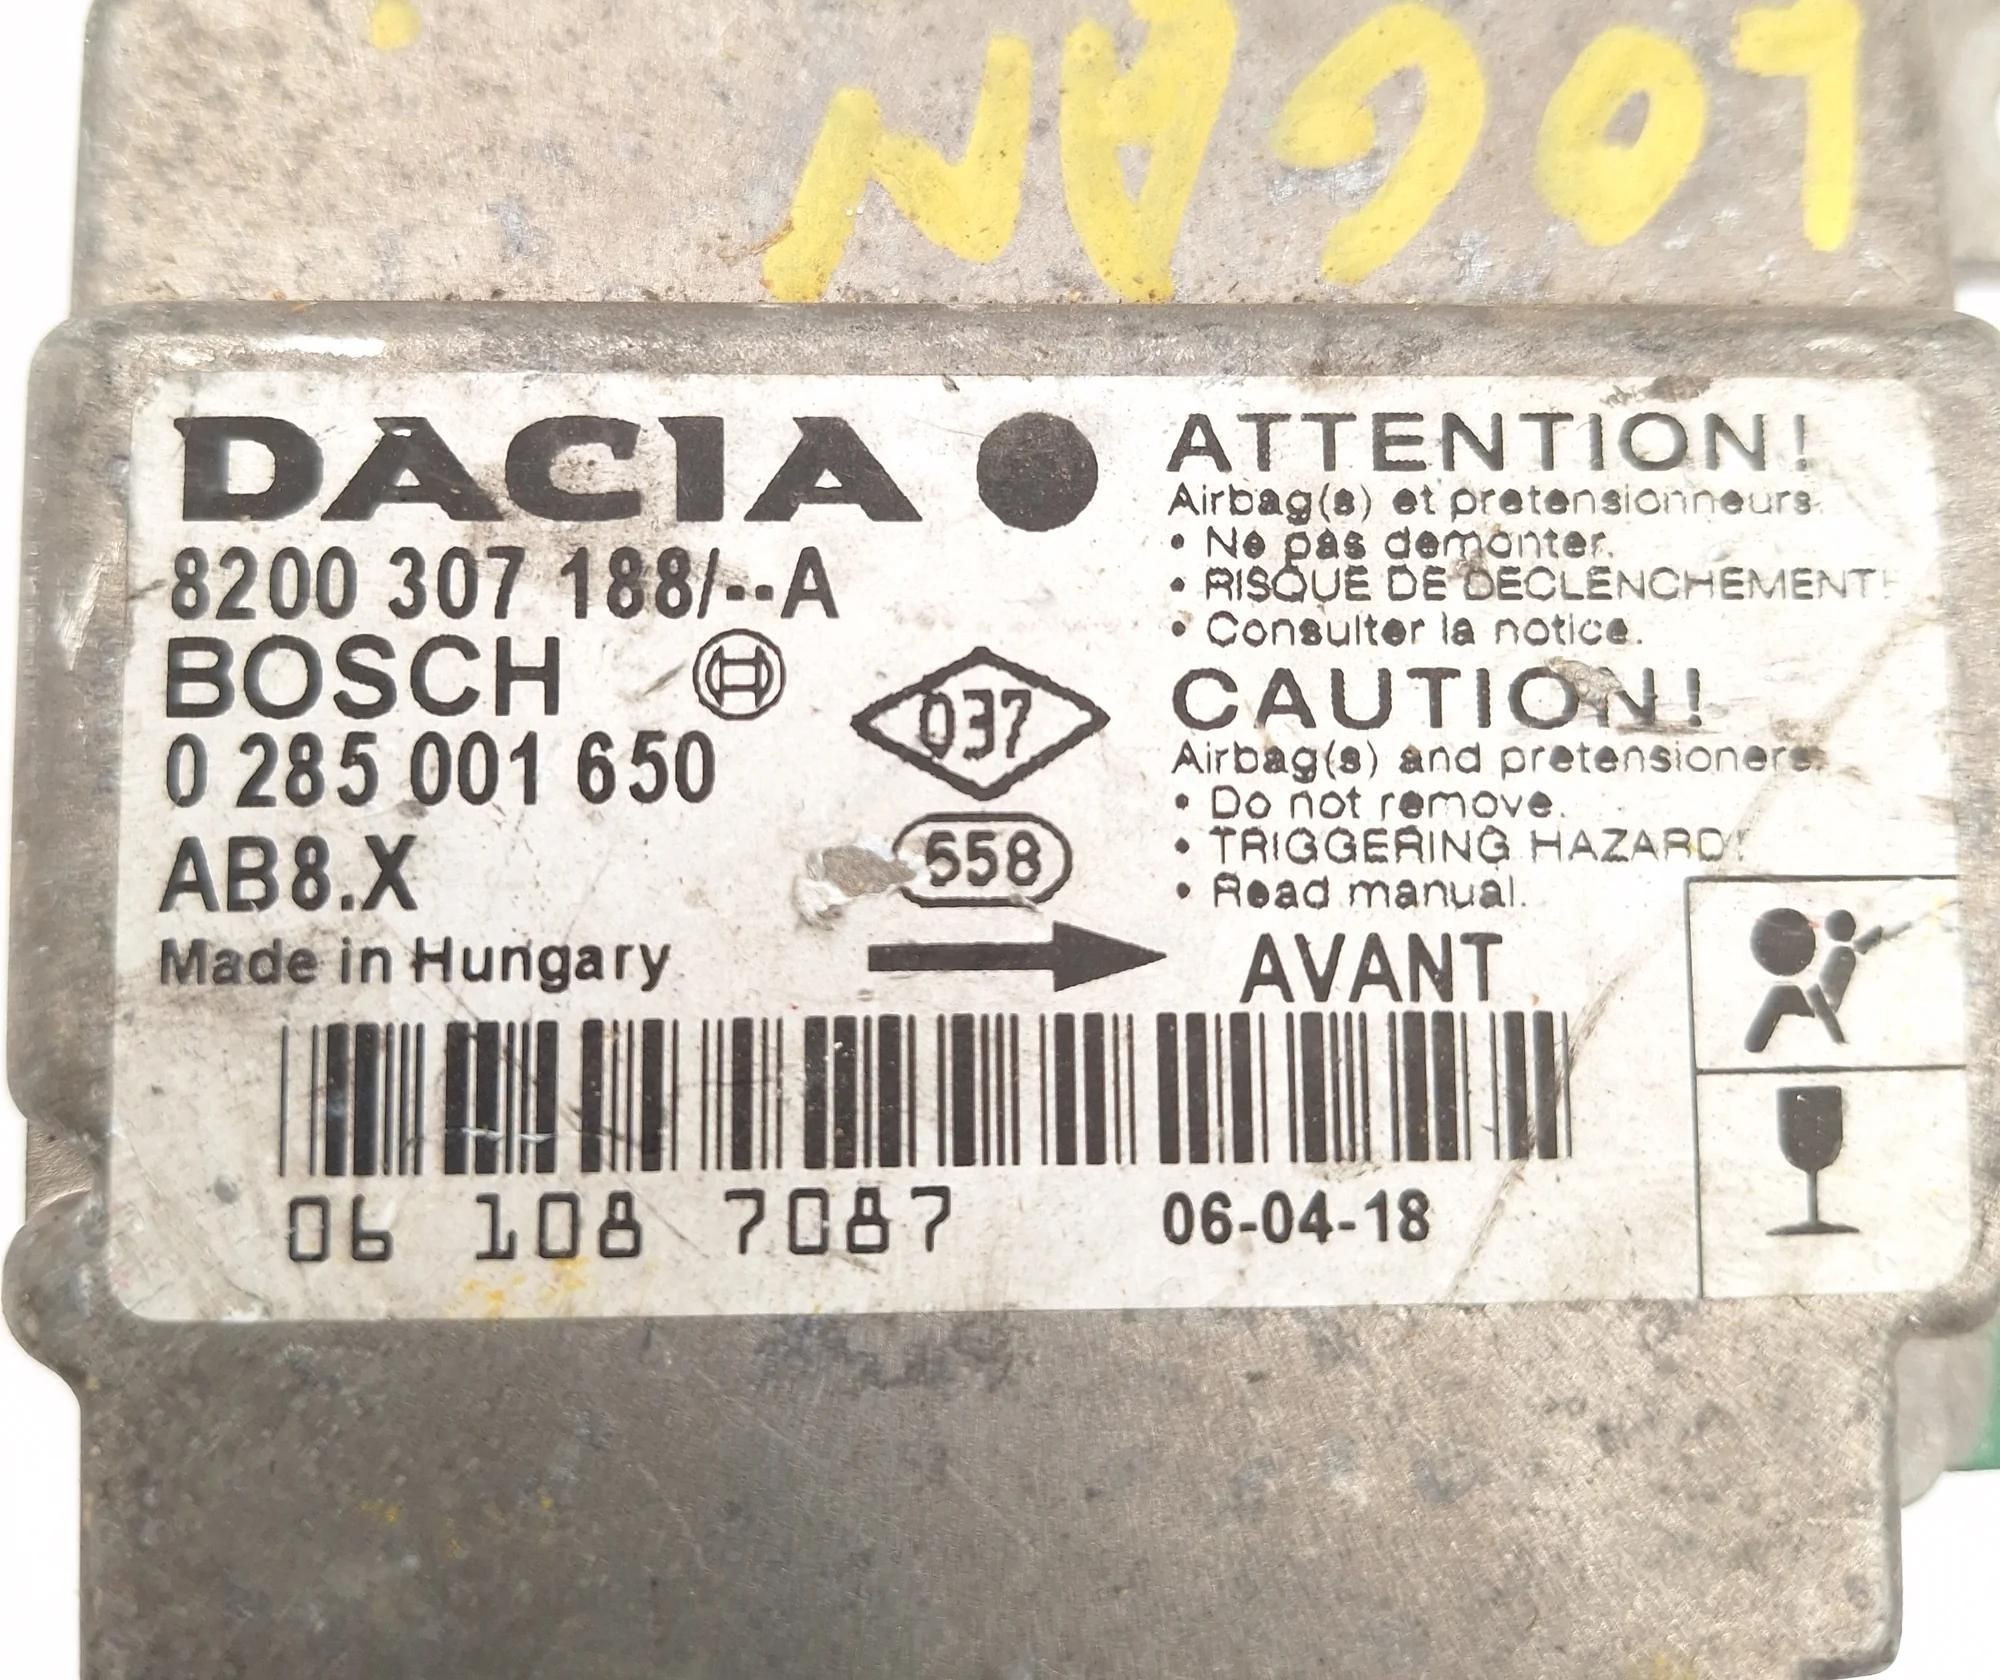 LOGAN
DACIA
8200 307 188/--A
BOSCH
0 285 001 650
AB8.X
Made in Hungary
037
558
ATTENTION!
Airbag(s) et pretensionneurs.
• Ne pas demonter.
• RISQUE DE DECLENCHEMENT!
• Consulter la notice.
CAUTION!
Airbag(s) and pretensioners.
• Do not remove.
• TRIGGERING HAZARD!
• Read manual.
AVANT
06 108 7087
06-04-18